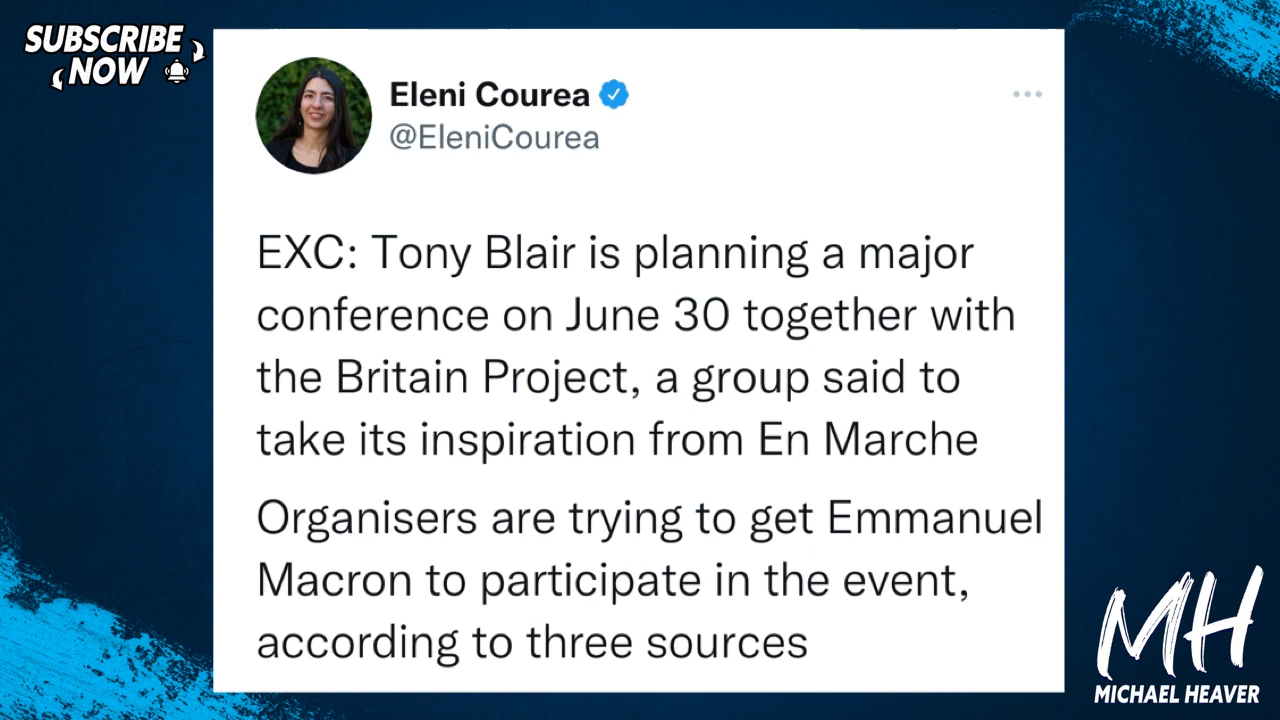 SUBSCRIBE
NOW
Eleni Courea
@EleniCourea
EXC: Tony Blair is planning a major
conference on June 30 together with
the Britain Project, a group said to
take its inspiration from En Marche
Organisers are trying to get Emmanuel
Macron to participate in the event,
according to three sources
MH
MICHAEL HEAVER